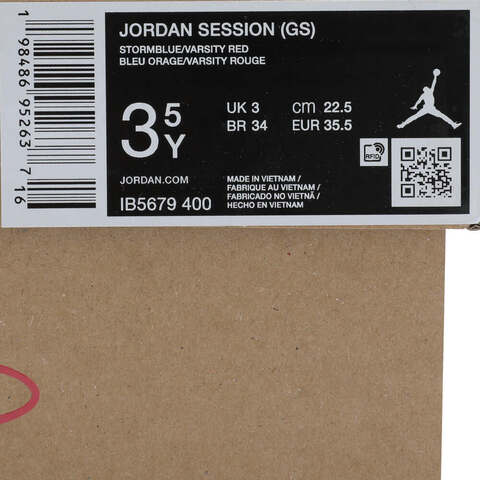 1 98486 95263 7 16
JORDAN SESSION (GS)
STORMBLUE/VARSITY RED
BLEU ORAGE/VARSITY ROUGE
3 5 Y
UK 3 cm 22.5
BR 34 EUR 35.5
RFID
JORDAN.COM
IB5679 400
MADE IN VIETNAM /
FABRIQUE AU VIETNAM /
FABRICADO NO VIETNÃ /
HECHO EN VIETNAM